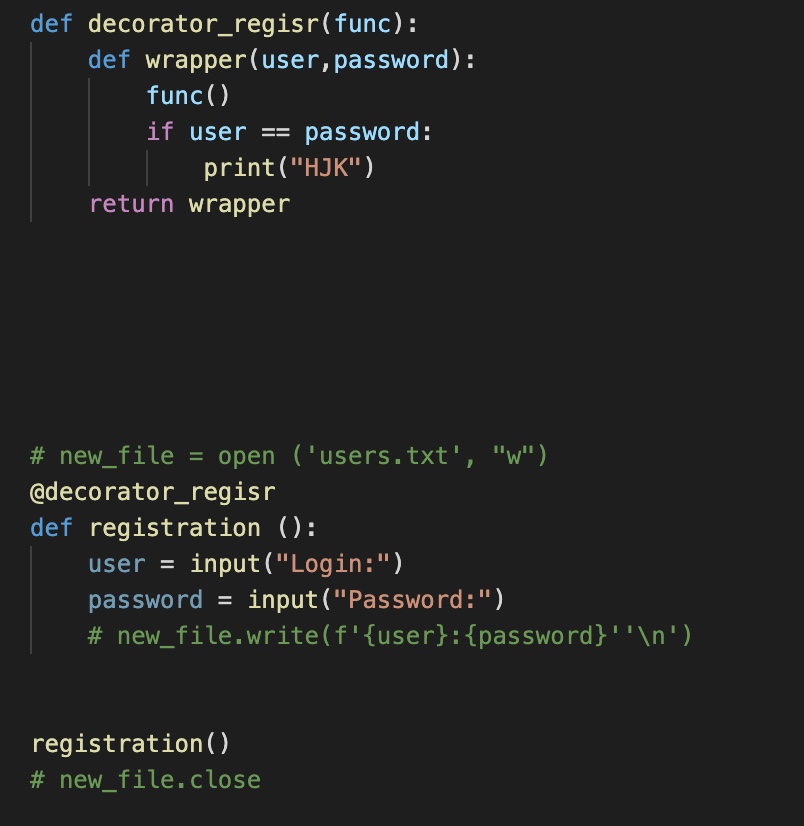 def decorator_regisr(func):
    def wrapper(user,password):
        func()
        if user == password:
            print("HJK")
    return wrapper
# new_file = open ('users.txt', "w")
@decorator_regisr
def registration ():
    user = input("Login:")
    password = input("Password:")
    # new_file.write(f'{user}:{password}''\n')
registration()
# new_file.close